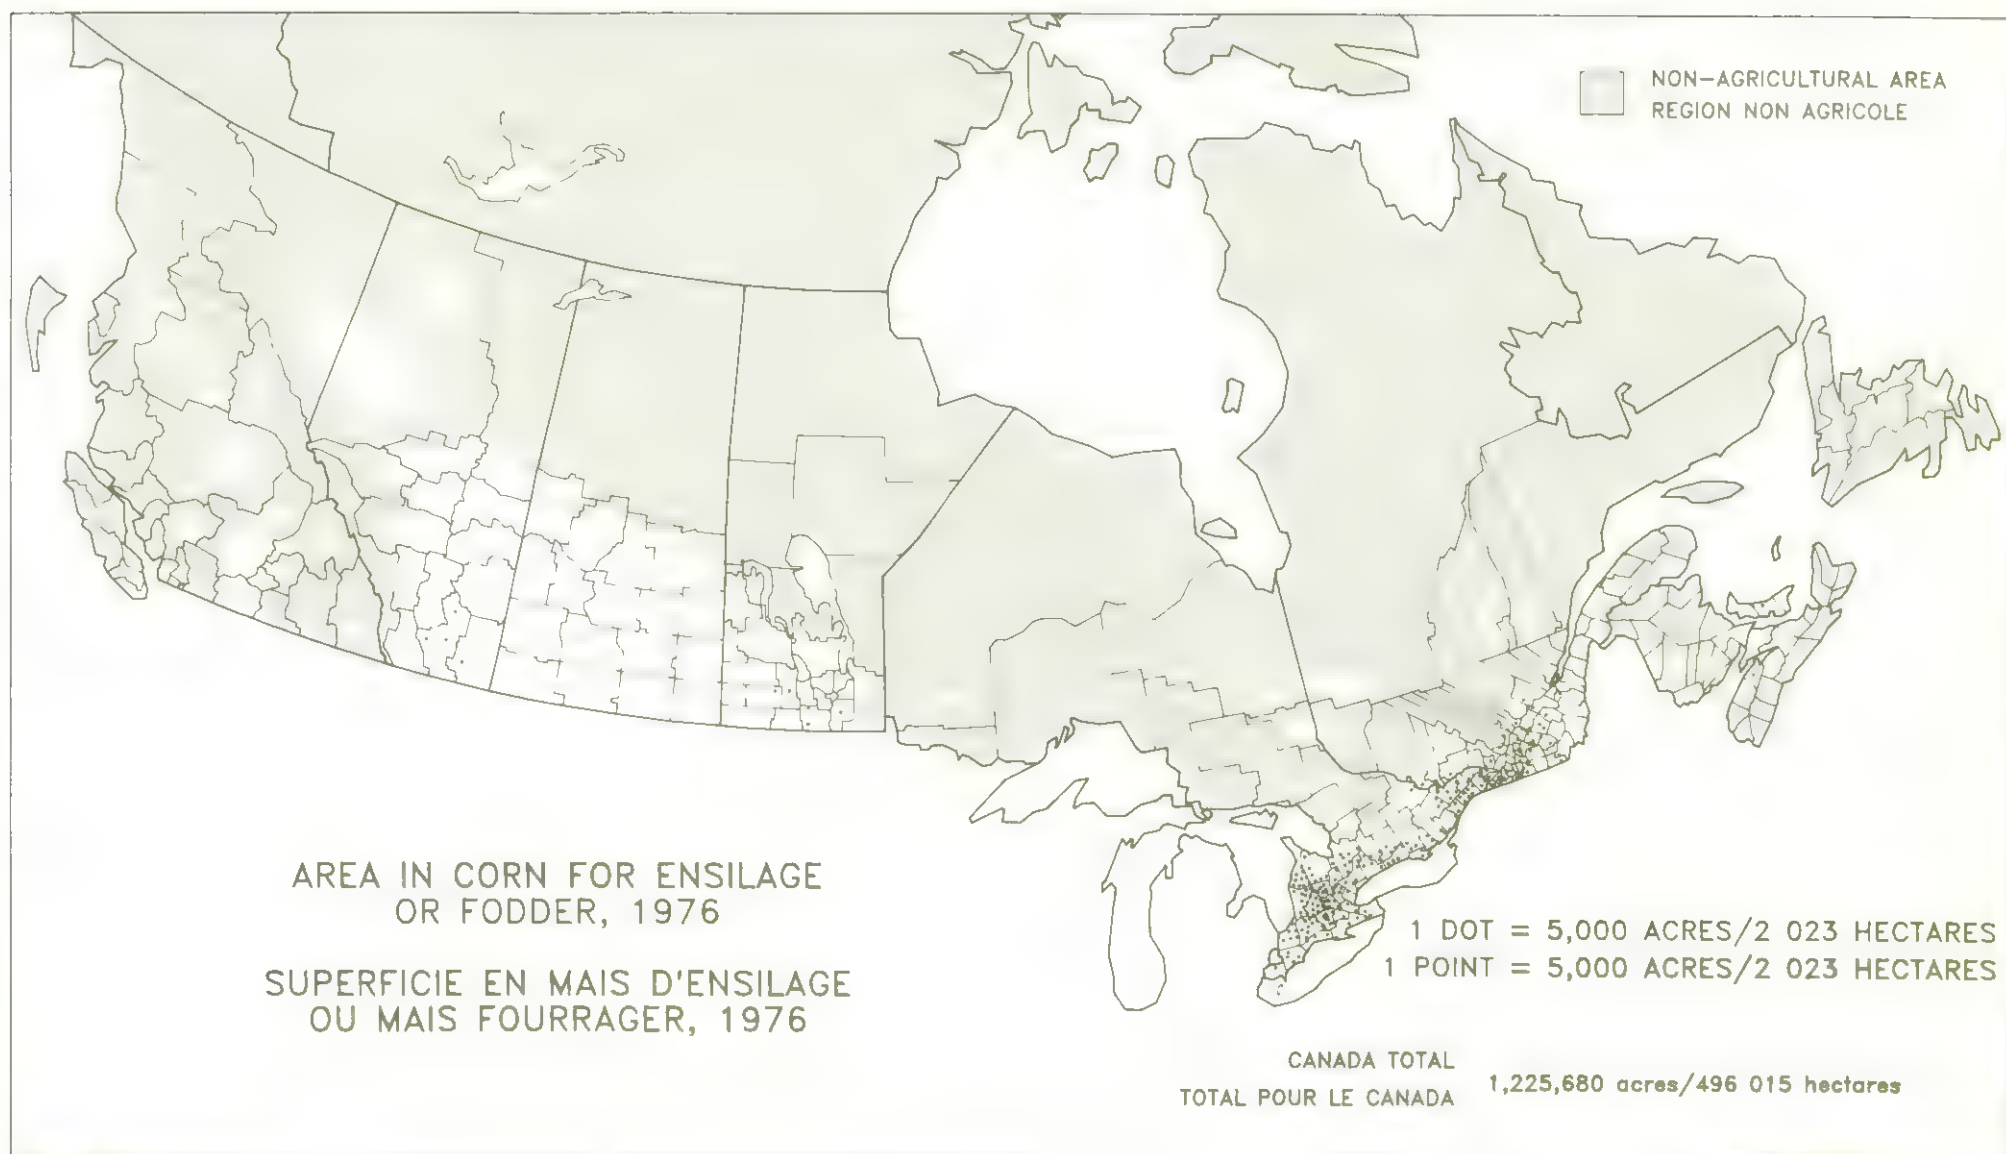 NON-AGRICULTURAL AREA
REGION NON AGRICOLE
AREA IN CORN FOR ENSILAGE
OR FODDER, 1976
SUPERFICIE EN MAIS D'ENSILAGE
OU MAIS FOURRAGER, 1976
1 DOT = 5,000 ACRES/2 023 HECTARES
1 POINT = 5,000 ACRES/2 023 HECTARES
CANADA TOTAL
TOTAL POUR LE CANADA
1,225,680 acres/496 015 hectares